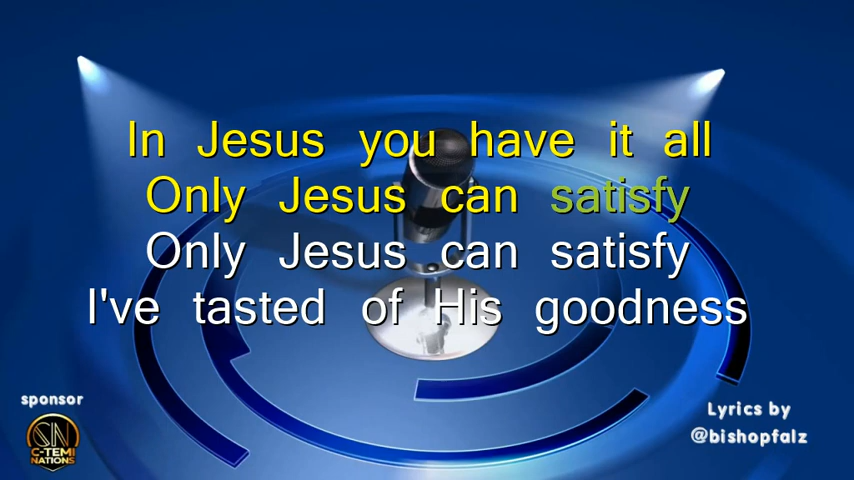 In Jesus you have it all
Only Jesus can satisfy
Only Jesus can satisfy
I've tasted of His goodness
sponsor
SN
C-TEMI
NATIONS
Lyrics by
@bishopfalz